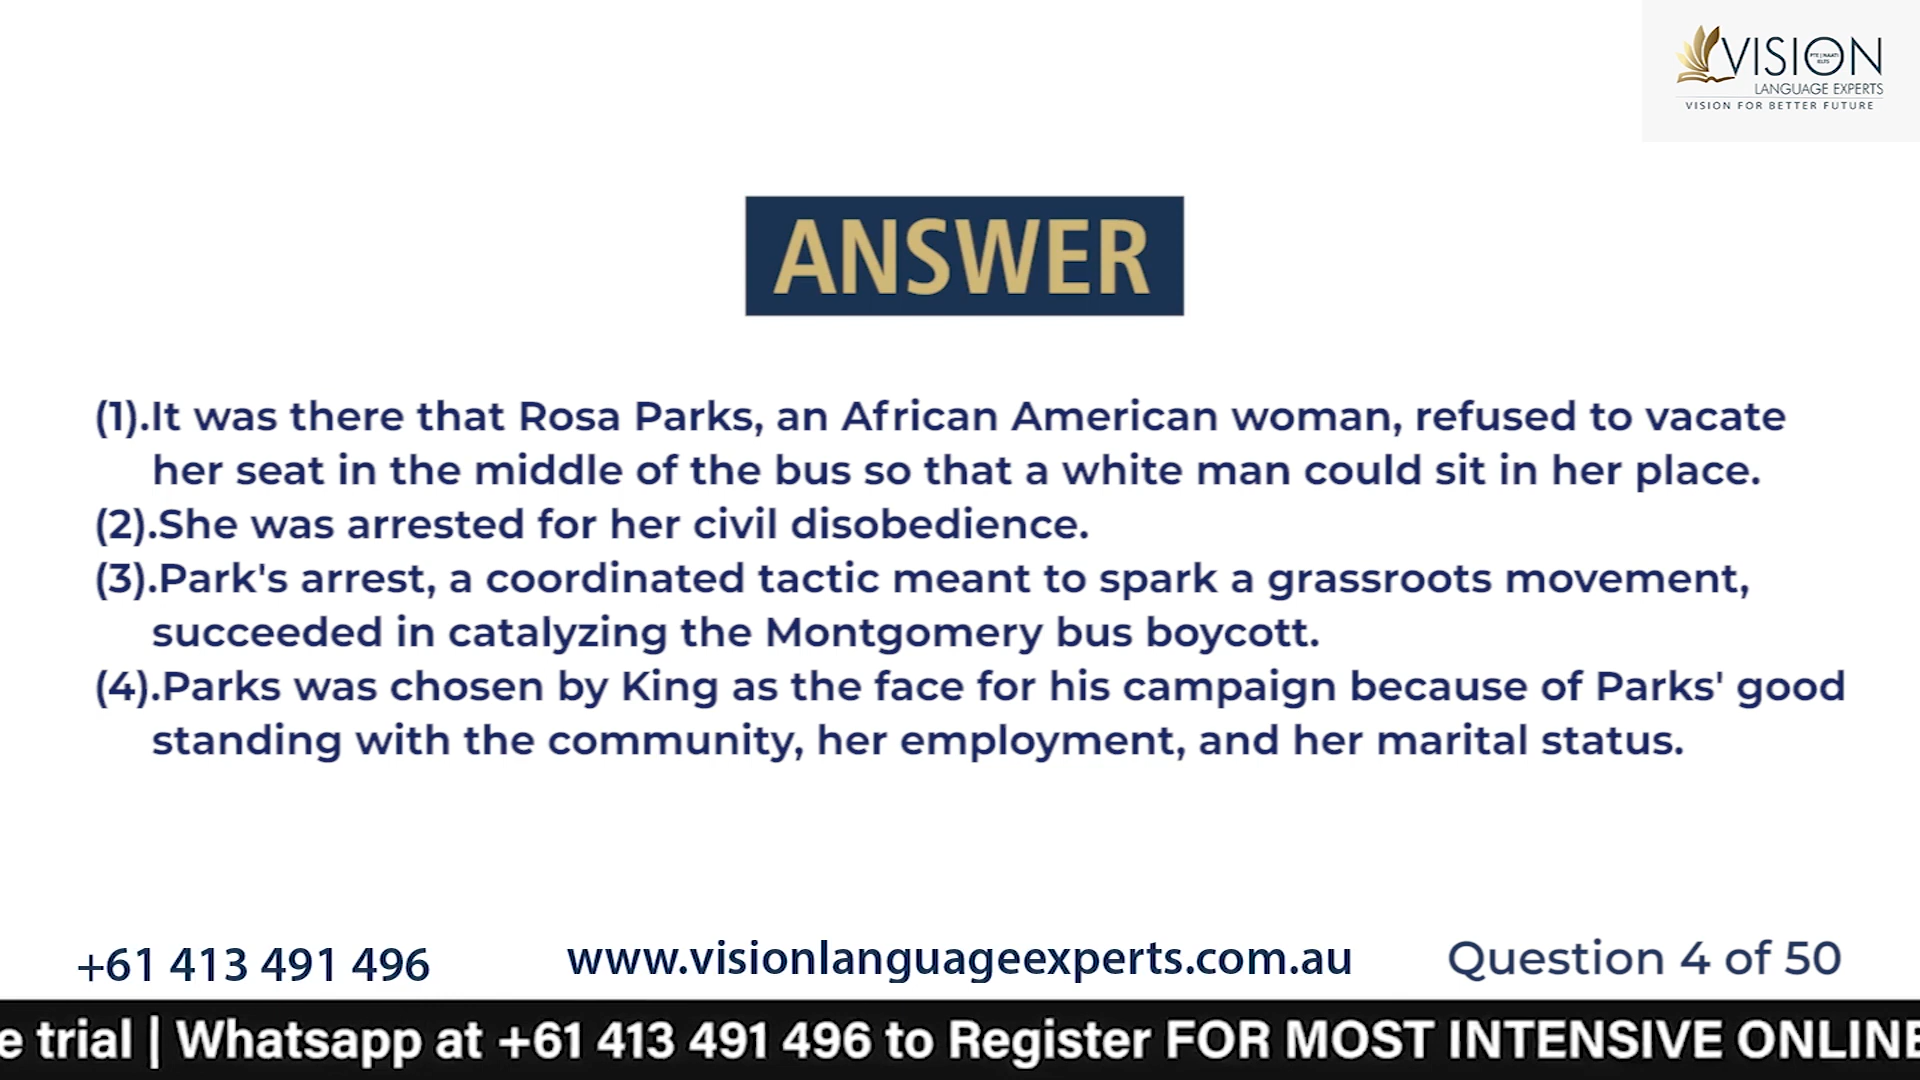 VISION
LANGUAGE EXPERTS
VISION FOR BETTER FUTURE
ANSWER
(1).It was there that Rosa Parks, an African American woman, refused to vacate
her seat in the middle of the bus so that a white man could sit in her place.
(2).She was arrested for her civil disobedience.
(3).Park's arrest, a coordinated tactic meant to spark a grassroots movement,
succeeded in catalyzing the Montgomery bus boycott.
(4).Parks was chosen by King as the face for his campaign because of Parks' good
standing with the community, her employment, and her marital status.
+61 413 491 496
www.visionlanguageexperts.com.au
Question 4 of 50
e trial | Whatsapp at +61 413 491 496 to Register FOR MOST INTENSIVE ONLINE